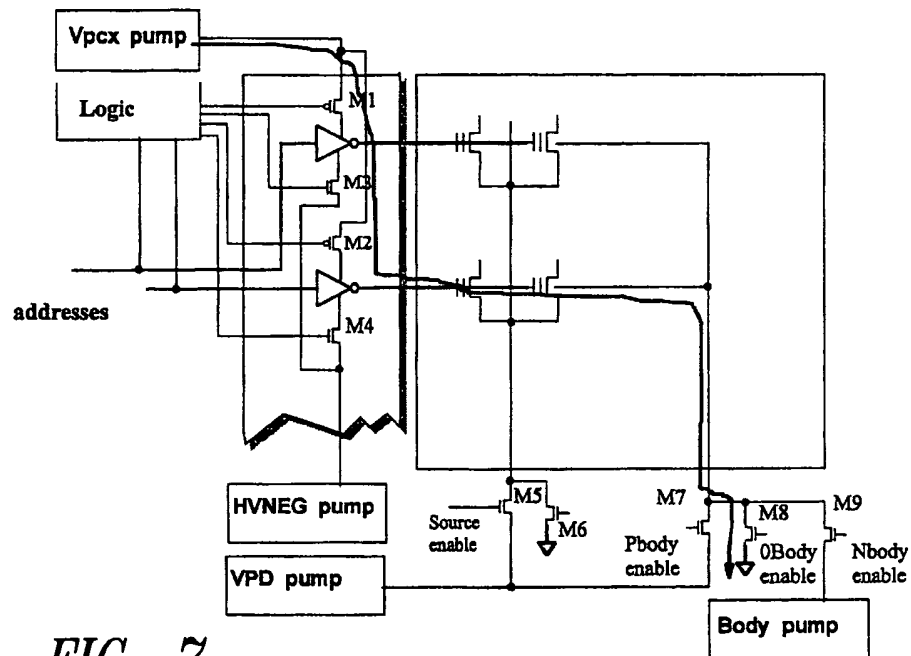 Vpcx pump
Logic
M1
M3
M2
M4
addresses
HVNEG pump
Source
enable
M5
M6
VPD pump
M7
Pbody
enable
M8
0Body
enable
M9
Nbody
enable
Body pump
FIG. 7